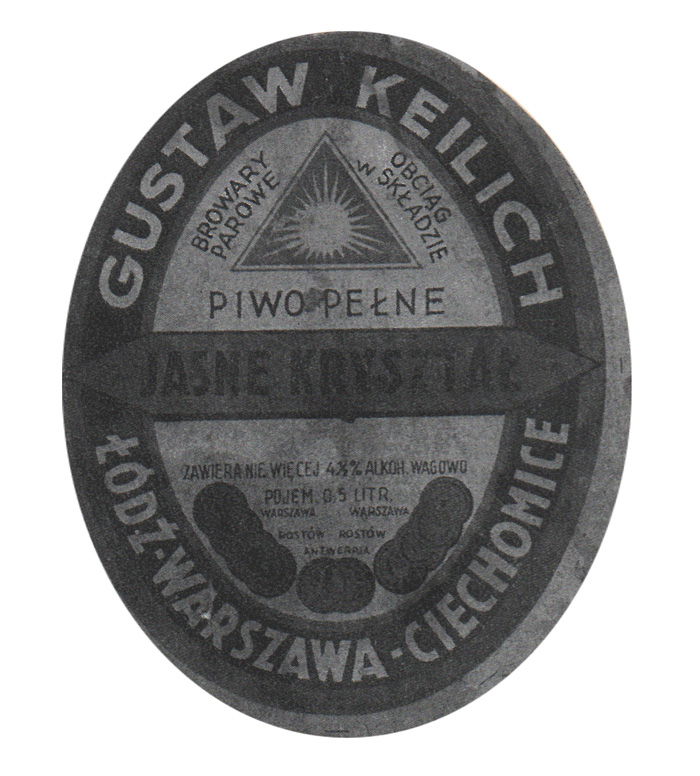 GUSTAW KEILICH
BROWARY
PAROWE
OBCIĄG
W SKŁADZIE
PIWO PEŁNE
JASNE KRYSZTAŁ
ZAWIERA NIE WIĘCEJ 4½% ALKOH. WAGOWO
POJEM. 0,5 LITR.
WARSZAWA WARSZAWA
ROSTÓW ROSTÓW
ANTWERPIA
ŁÓDŹ-WARSZAWA-CIECHOMICE